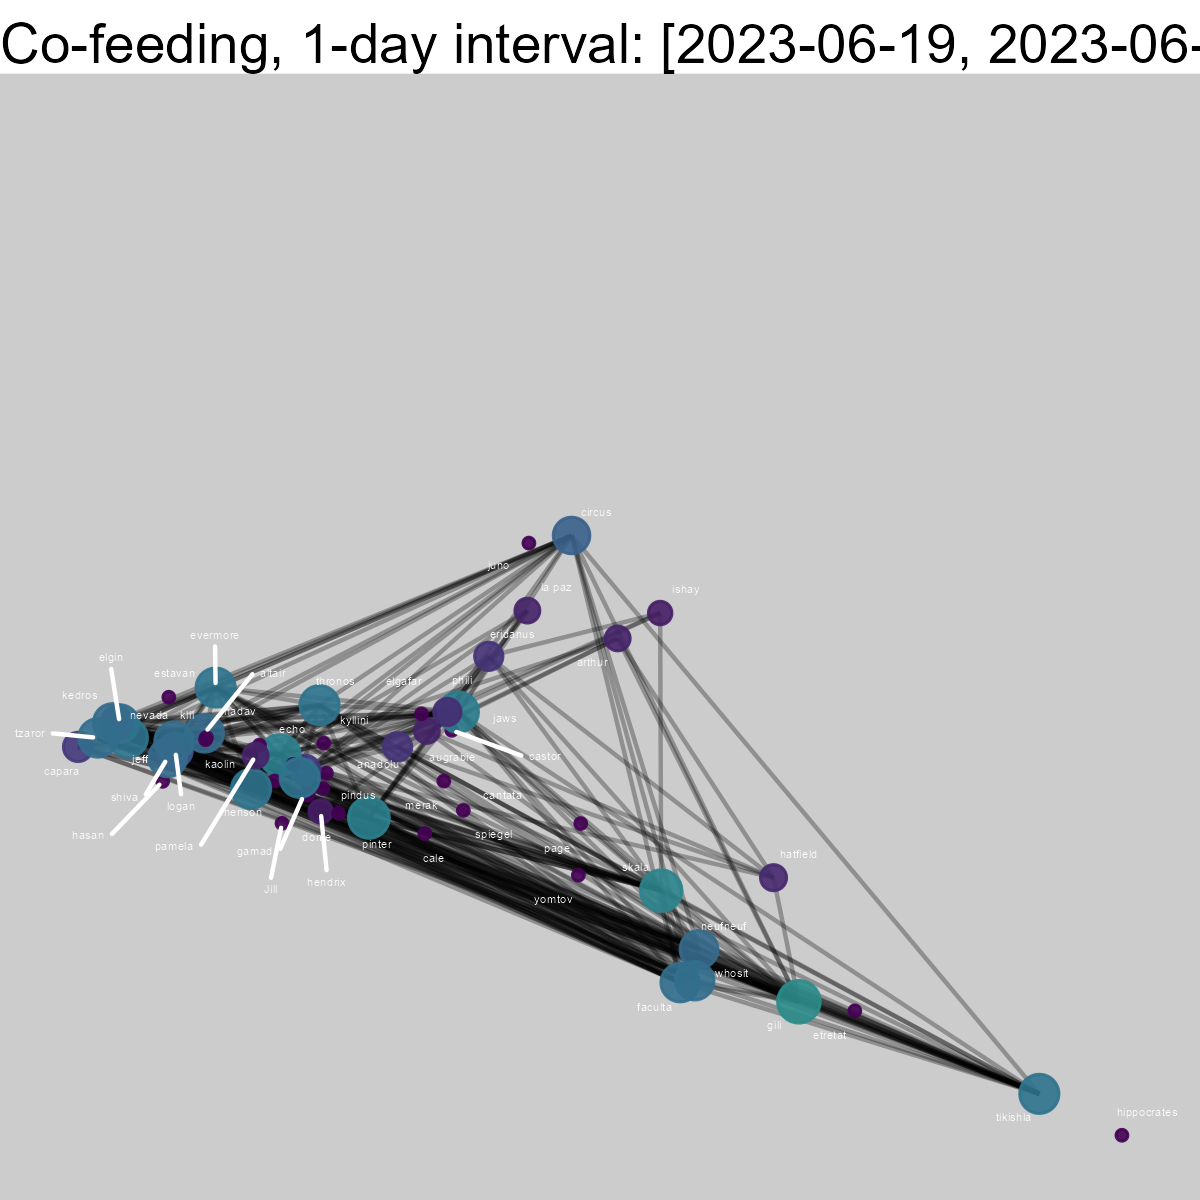 Co-feeding, 1-day interval: [2023-06-19, 2023-06-
circus
juno
la paz
ishay
eridanus
evermore
arthur
elgin
estavan
altair
thronos
elgafar
phili
kedros
nevada
kili
nadav
kyllini
jaws
tzaror
echo
jeff
kaolin
anadolu
augrabie
castor
capara
shiva
logan
henson
pindus
merak
cantata
hasan
pamela
gamad
dome
pinter
cale
spiegel
page
hatfield
Jill
hendrix
skala
yomtov
neufneuf
whosit
faculta
gili
etretat
tikishla
hippocrates